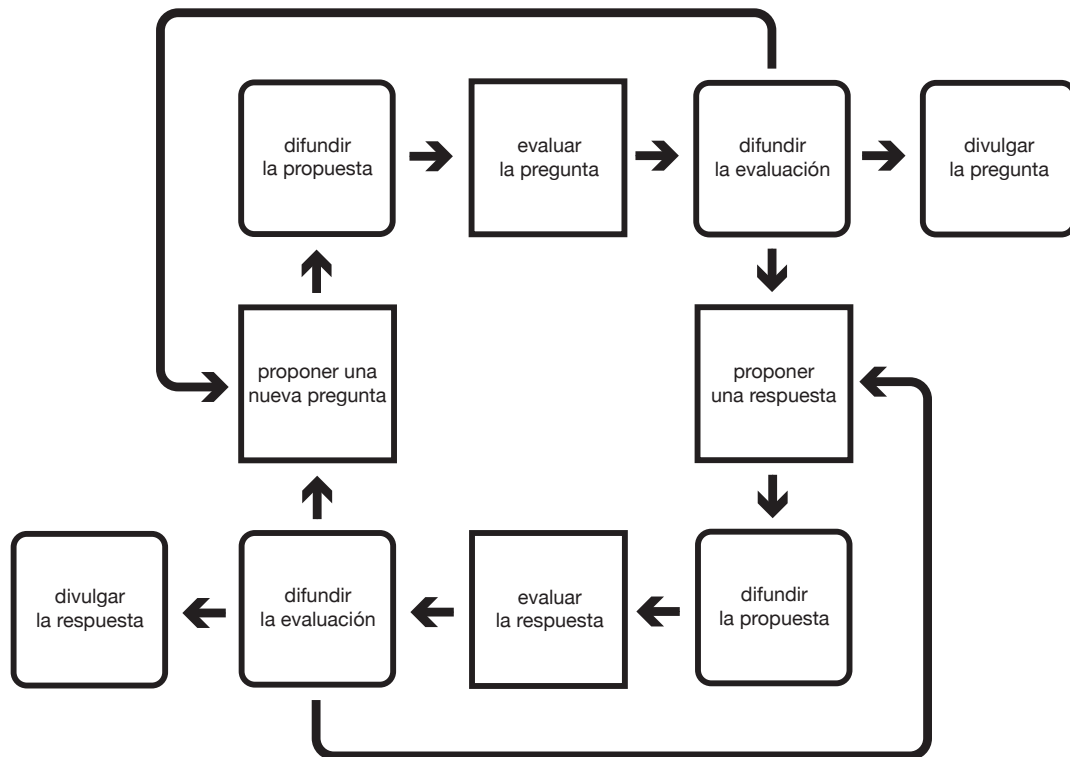 difundir
la propuesta
evaluar
la pregunta
difundir
la evaluación
divulgar
la pregunta
proponer una
nueva pregunta
proponer
una respuesta
divulgar
la respuesta
difundir
la evaluación
evaluar
la respuesta
difundir
la propuesta